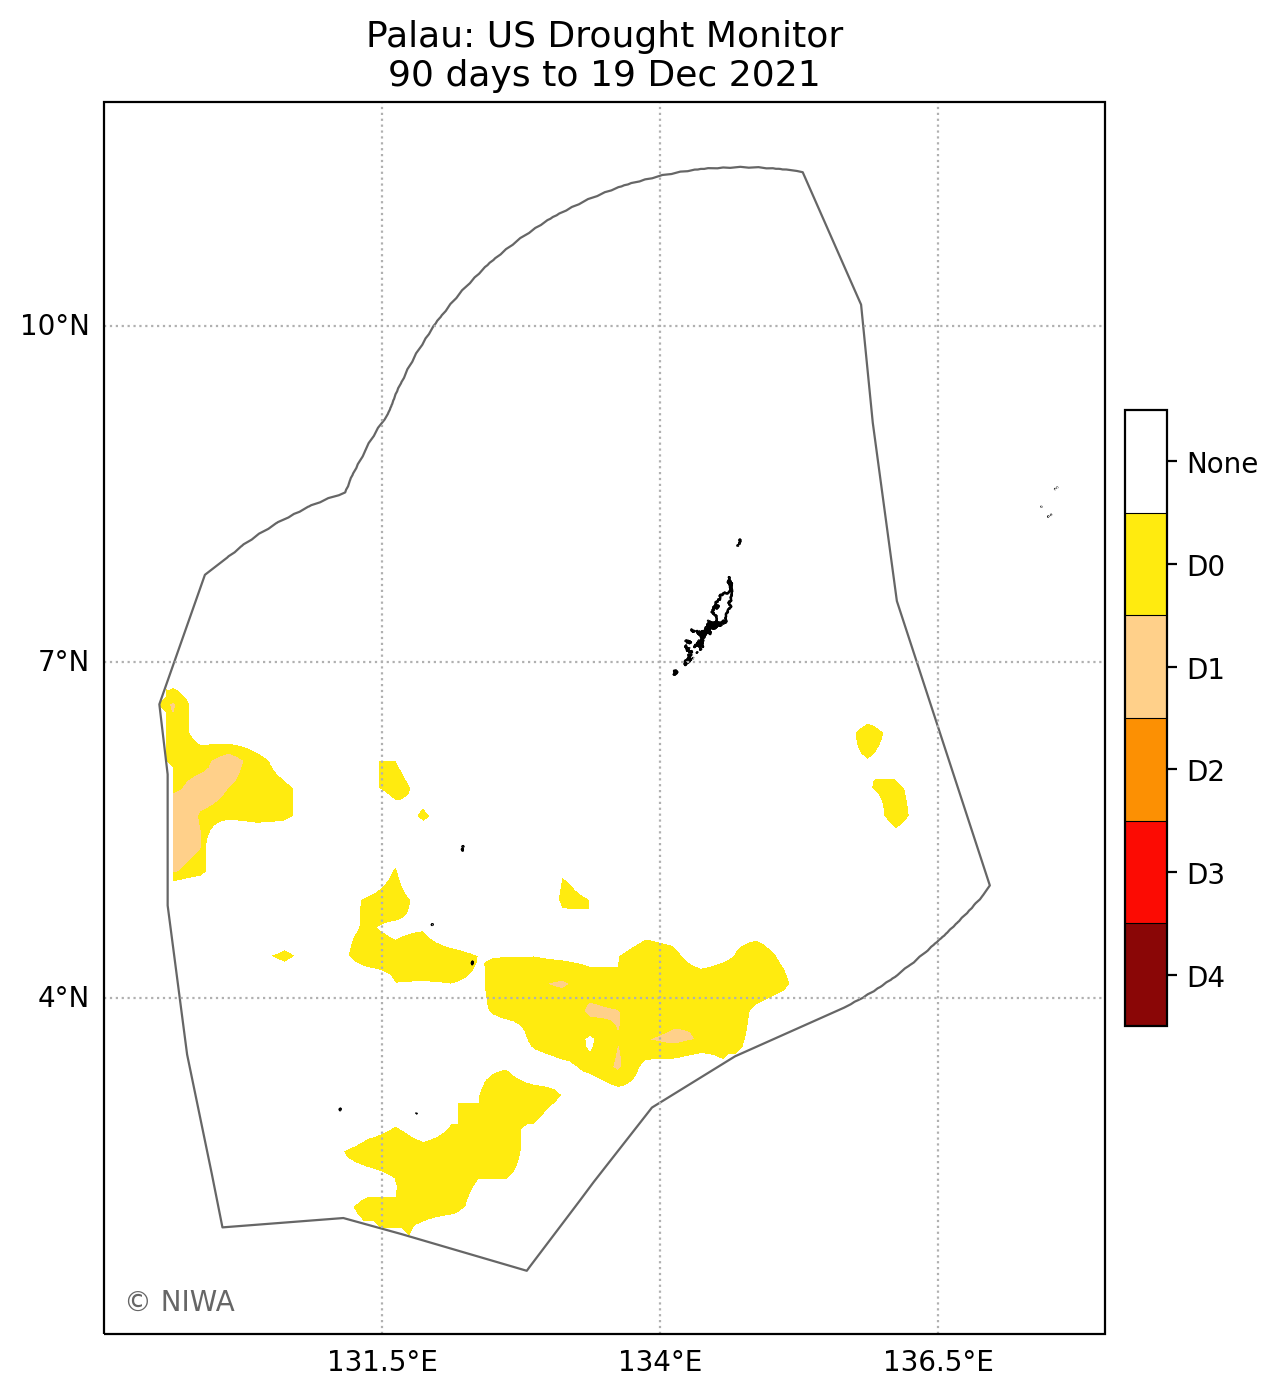 Palau: US Drought Monitor
90 days to 19 Dec 2021
10°N
7°N
4°N
131.5°E
134°E
136.5°E
None
D0
D1
D2
D3
D4
© NIWA